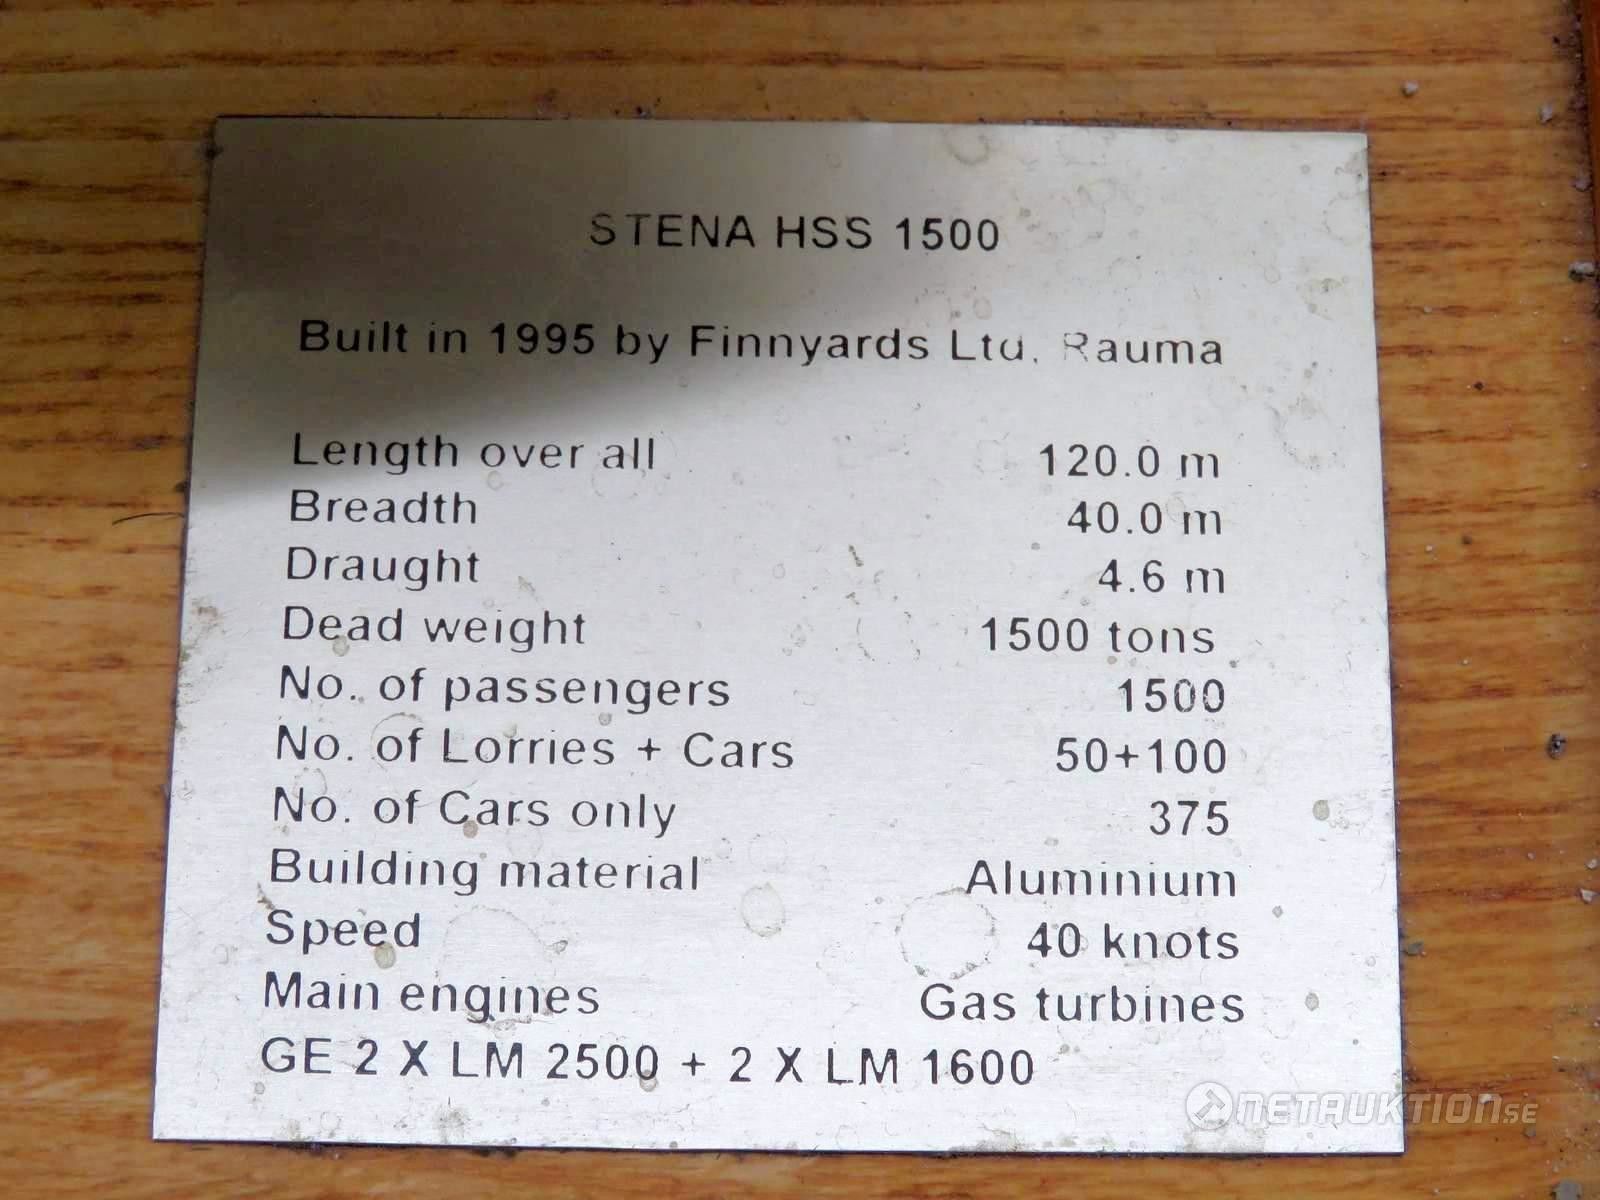 STENA HSS 1500
Built in 1995 by Finnyards Ltd. Rauma
Length over all 120.0 m
Breadth 40.0 m
Draught 4.6 m
Dead weight 1500 tons
No. of passengers 1500
No. of Lorries + Cars 50+100
No. of Cars only 375
Building material Aluminium
Speed 40 knots
Main engines Gas turbines
GE 2 X LM 2500 + 2 X LM 1600
NETAUKTION.SE